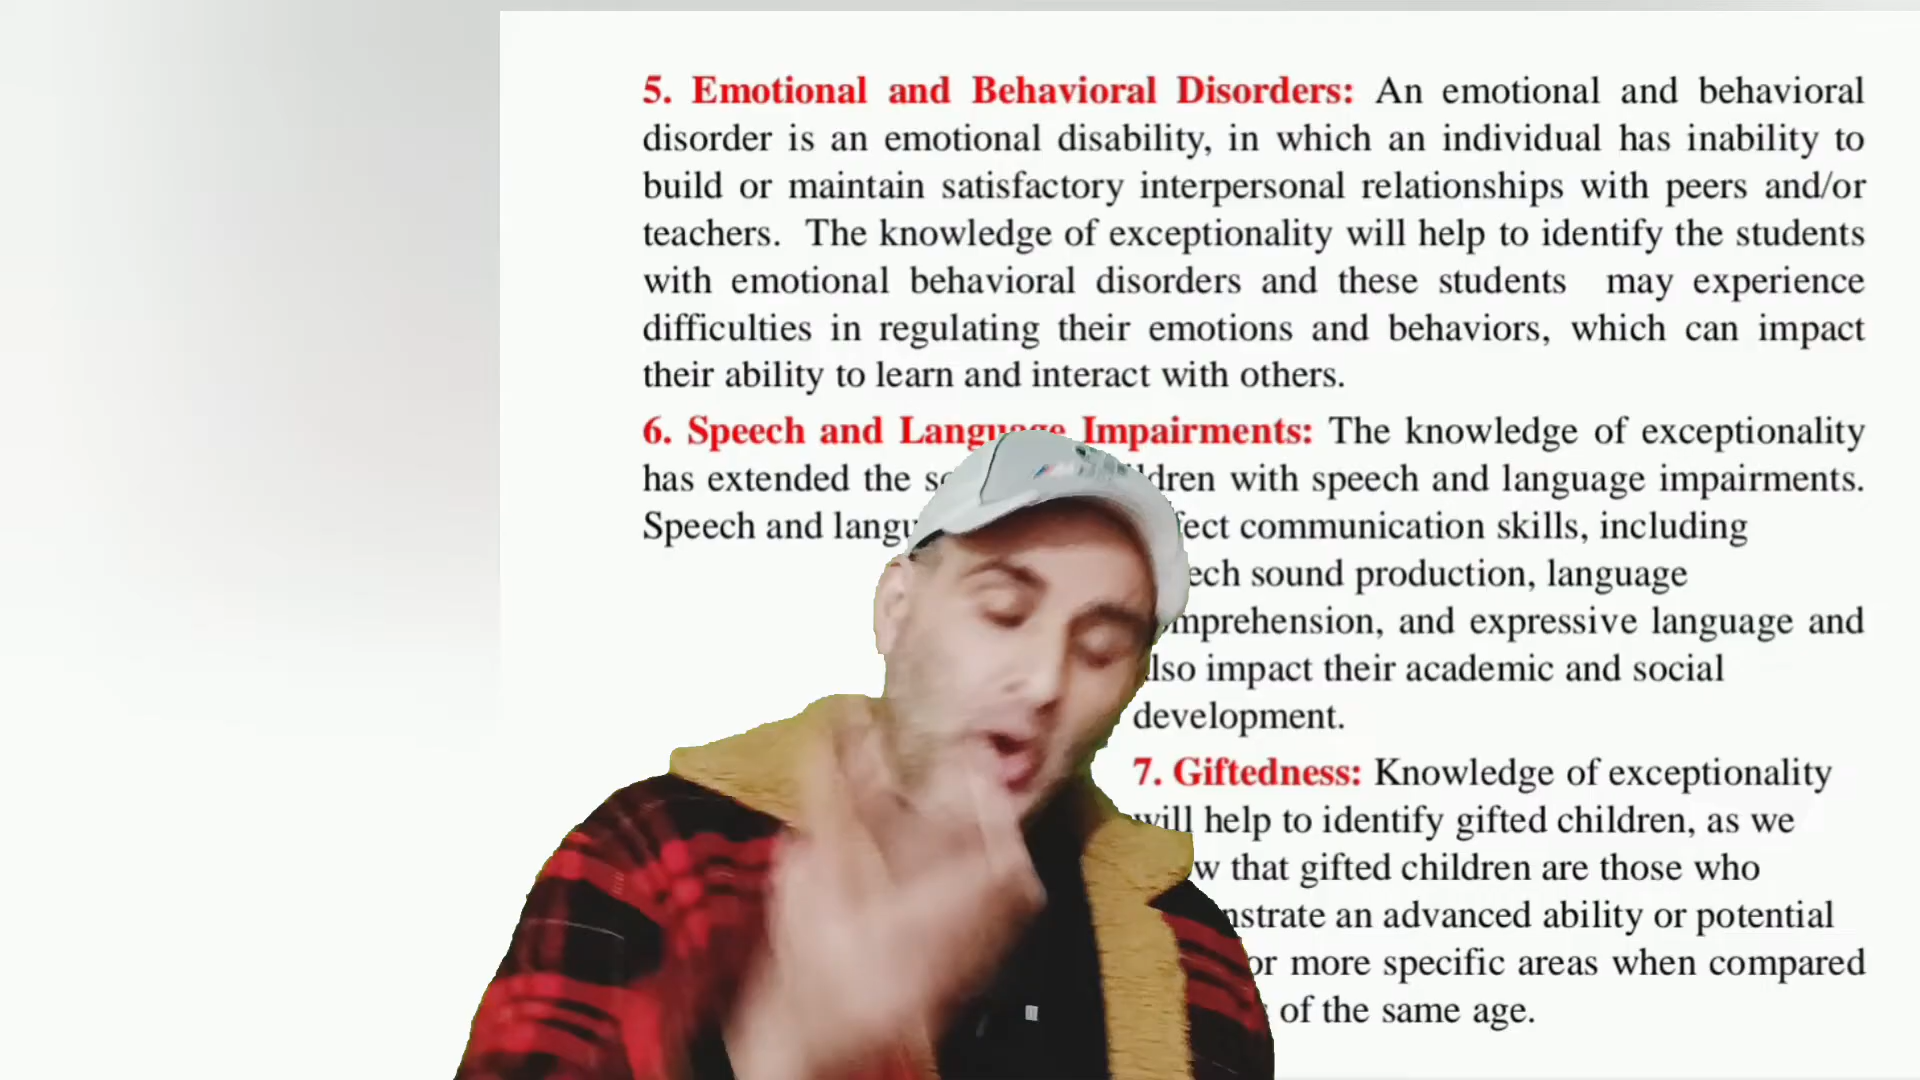 5. Emotional and Behavioral Disorders: An emotional and behavioral
disorder is an emotional disability, in which an individual has inability to
build or maintain satisfactory interpersonal relationships with peers and/or
teachers. The knowledge of exceptionality will help to identify the students
with emotional behavioral disorders and these students may experience
difficulties in regulating their emotions and behaviors, which can impact
their ability to learn and interact with others.
6. Speech and Language Impairments: The knowledge of exceptionality
has extended the with speech and language impairments.
Speech and communication skills, including
sound production, language
and expressive language and
impact their academic and social
development.
7. Giftedness: Knowledge of exceptionality
will help to identify gifted children, as we
that gifted children are those who
an advanced ability or potential
or more specific areas when compared
of the same age.